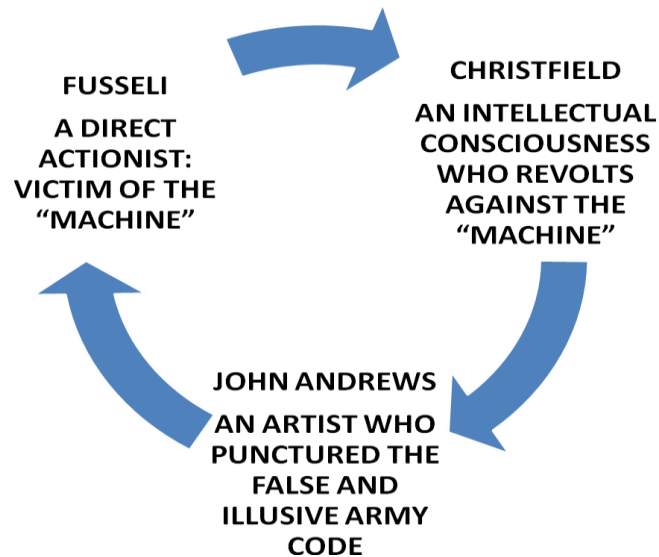 FUSSELI
A DIRECT
ACTIONIST:
VICTIM OF THE
“MACHINE”
CHRISTFIELD
AN INTELLECTUAL
CONSCIOUSNESS
WHO REVOLTS
AGAINST THE
“MACHINE”
JOHN ANDREWS
AN ARTIST WHO
PUNCTURED THE
FALSE AND
ILLUSIVE ARMY
CODE